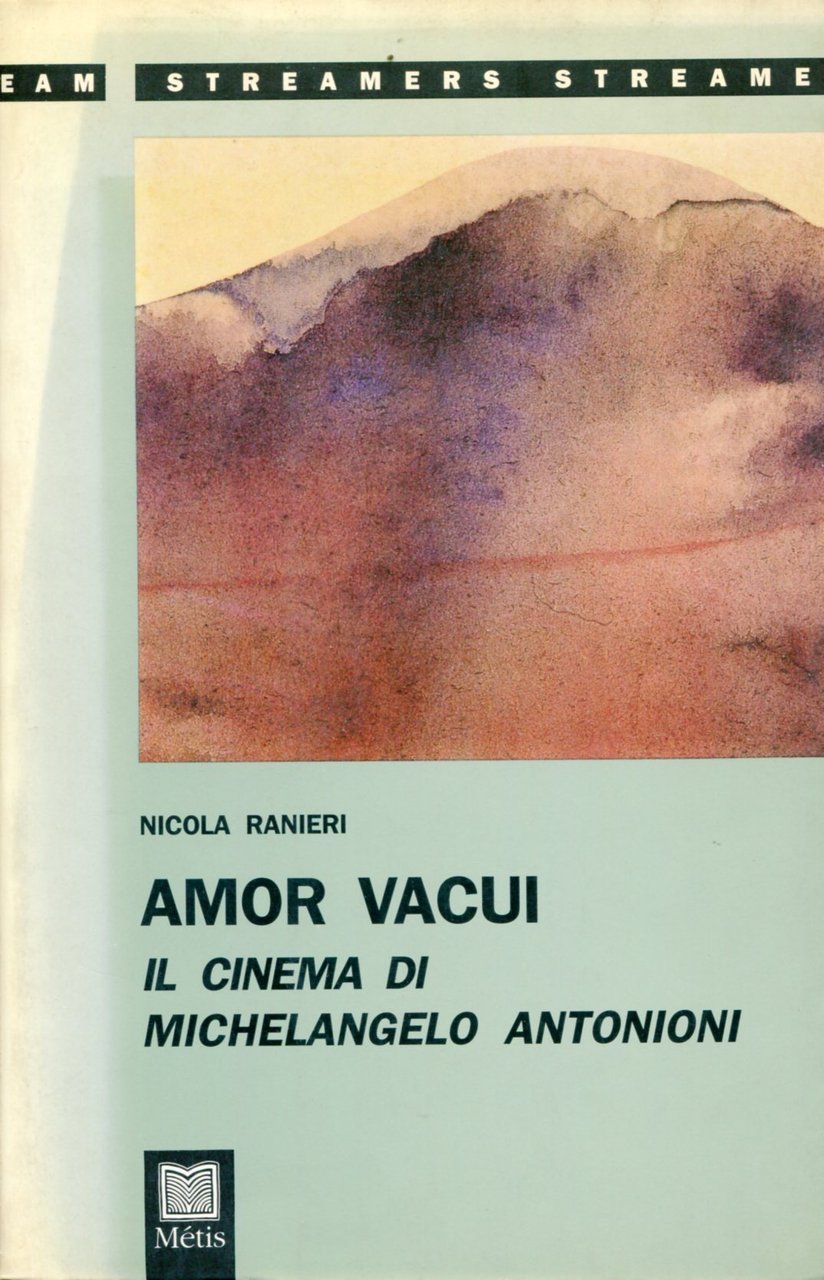 EAM STREAMERS STREAME
NICOLA RANIERI
AMOR VACUI
IL CINEMA DI
MICHELANGELO ANTONIONI
Métis